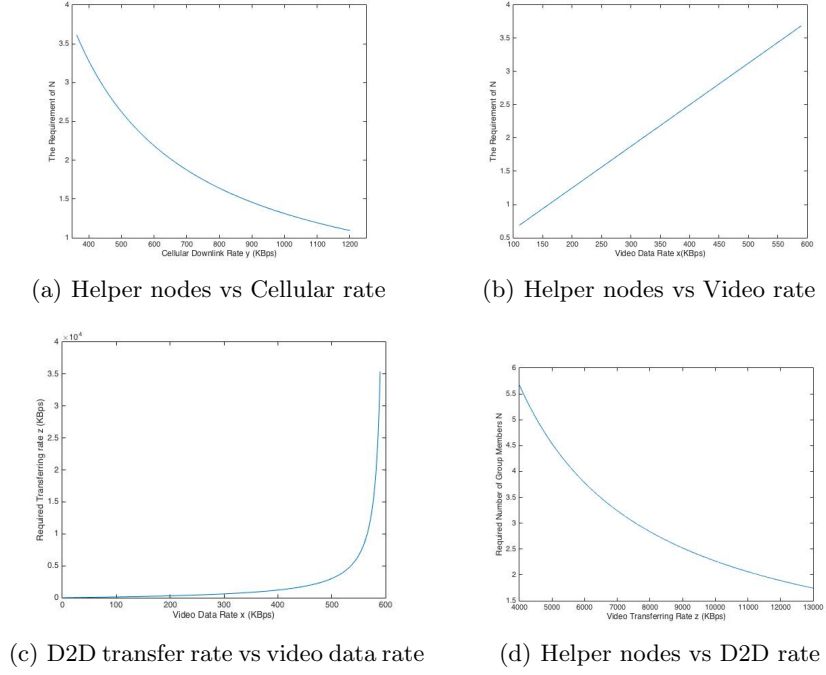 4
3.5
3
2.5
2
1.5
1
The Requirement of N
400 500 600 700 800 900 1000 1100 1200
Cellular Downlink Rate y (KBps)
(a) Helper nodes vs Cellular rate
4
3.5
3
2.5
2
1.5
1
0.5
The Requirement of N
100 150 200 250 300 350 400 450 500 550 600
Video Data Rate x(KBps)
(b) Helper nodes vs Video rate
×10⁴
4
3.5
3
2.5
2
1.5
1
0.5
0
Required Transferring rate z (KBps)
0 100 200 300 400 500 600
Video Data Rate x (KBps)
(c) D2D transfer rate vs video data rate
6
5.5
5
4.5
4
3.5
3
2.5
2
1.5
Required Number of Group Members N
4000 5000 6000 7000 8000 9000 10000 11000 12000 13000
Video Transferring Rate z (KBps)
(d) Helper nodes vs D2D rate